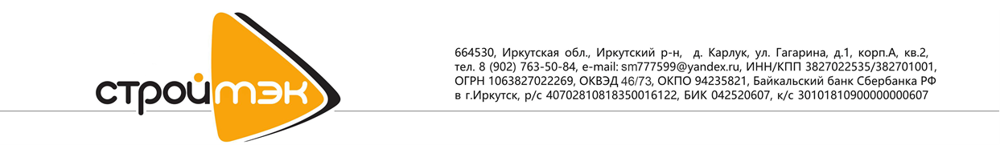 строймэк
664530, Иркутская обл., Иркутский р-н, д. Карлук, ул. Гагарина, д.1, корп.А, кв.2,
тел. 8 (902) 763-50-84, e-mail: sm777599@yandex.ru, ИНН/КПП 3827022535/382701001,
ОГРН 1063827022269, ОКВЭД 46/73, ОКПО 94235821, Байкальский банк Сбербанка РФ
в г.Иркутск, р/с 40702810818350016122, БИК 042520607, к/с 30101810900000000607